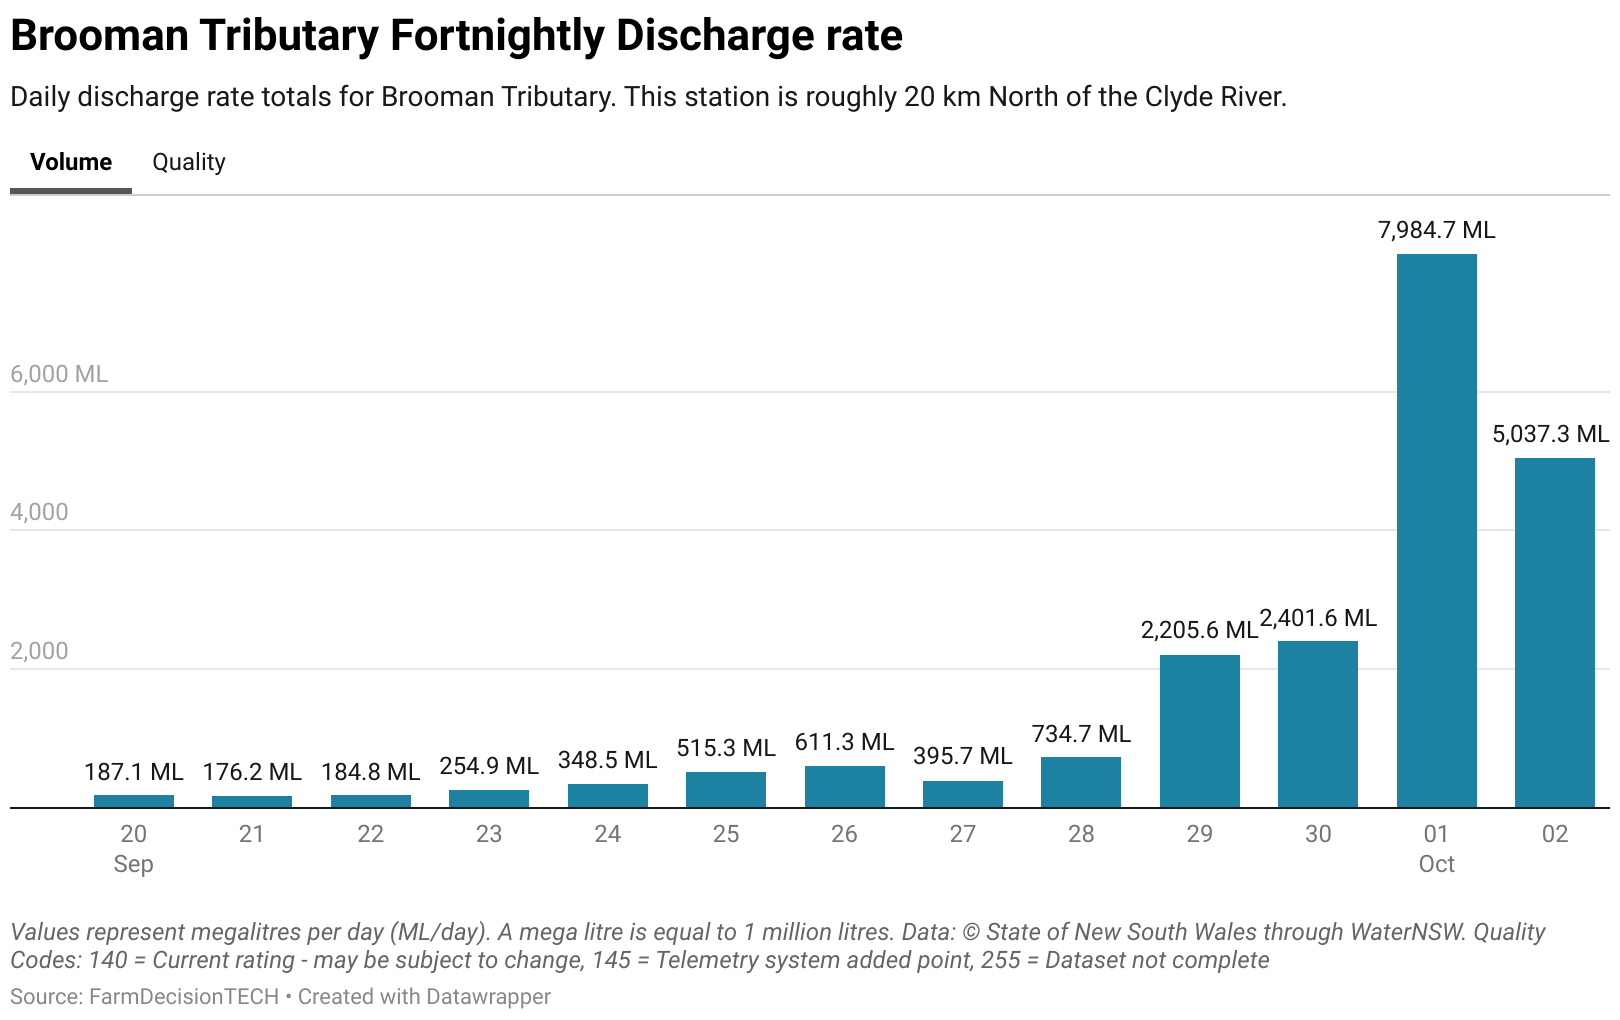 Brooman Tributary Fortnightly Discharge rate
Daily discharge rate totals for Brooman Tributary. This station is roughly 20 km North of the Clyde River.
Volume Quality
7,984.7 ML
6,000 ML
5,037.3 ML
4,000
2,205.6 ML 2,401.6 ML
2,000
187.1 ML 176.2 ML 184.8 ML 254.9 ML 348.5 ML 515.3 ML 611.3 ML 395.7 ML 734.7 ML
20 21 22 23 24 25 26 27 28 29 30 01 02
Sep Oct
Values represent megalitres per day (ML/day). A mega litre is equal to 1 million litres. Data: © State of New South Wales through WaterNSW. Quality
Codes: 140 = Current rating - may be subject to change, 145 = Telemetry system added point, 255 = Dataset not complete
Source: FarmDecisionTECH • Created with Datawrapper